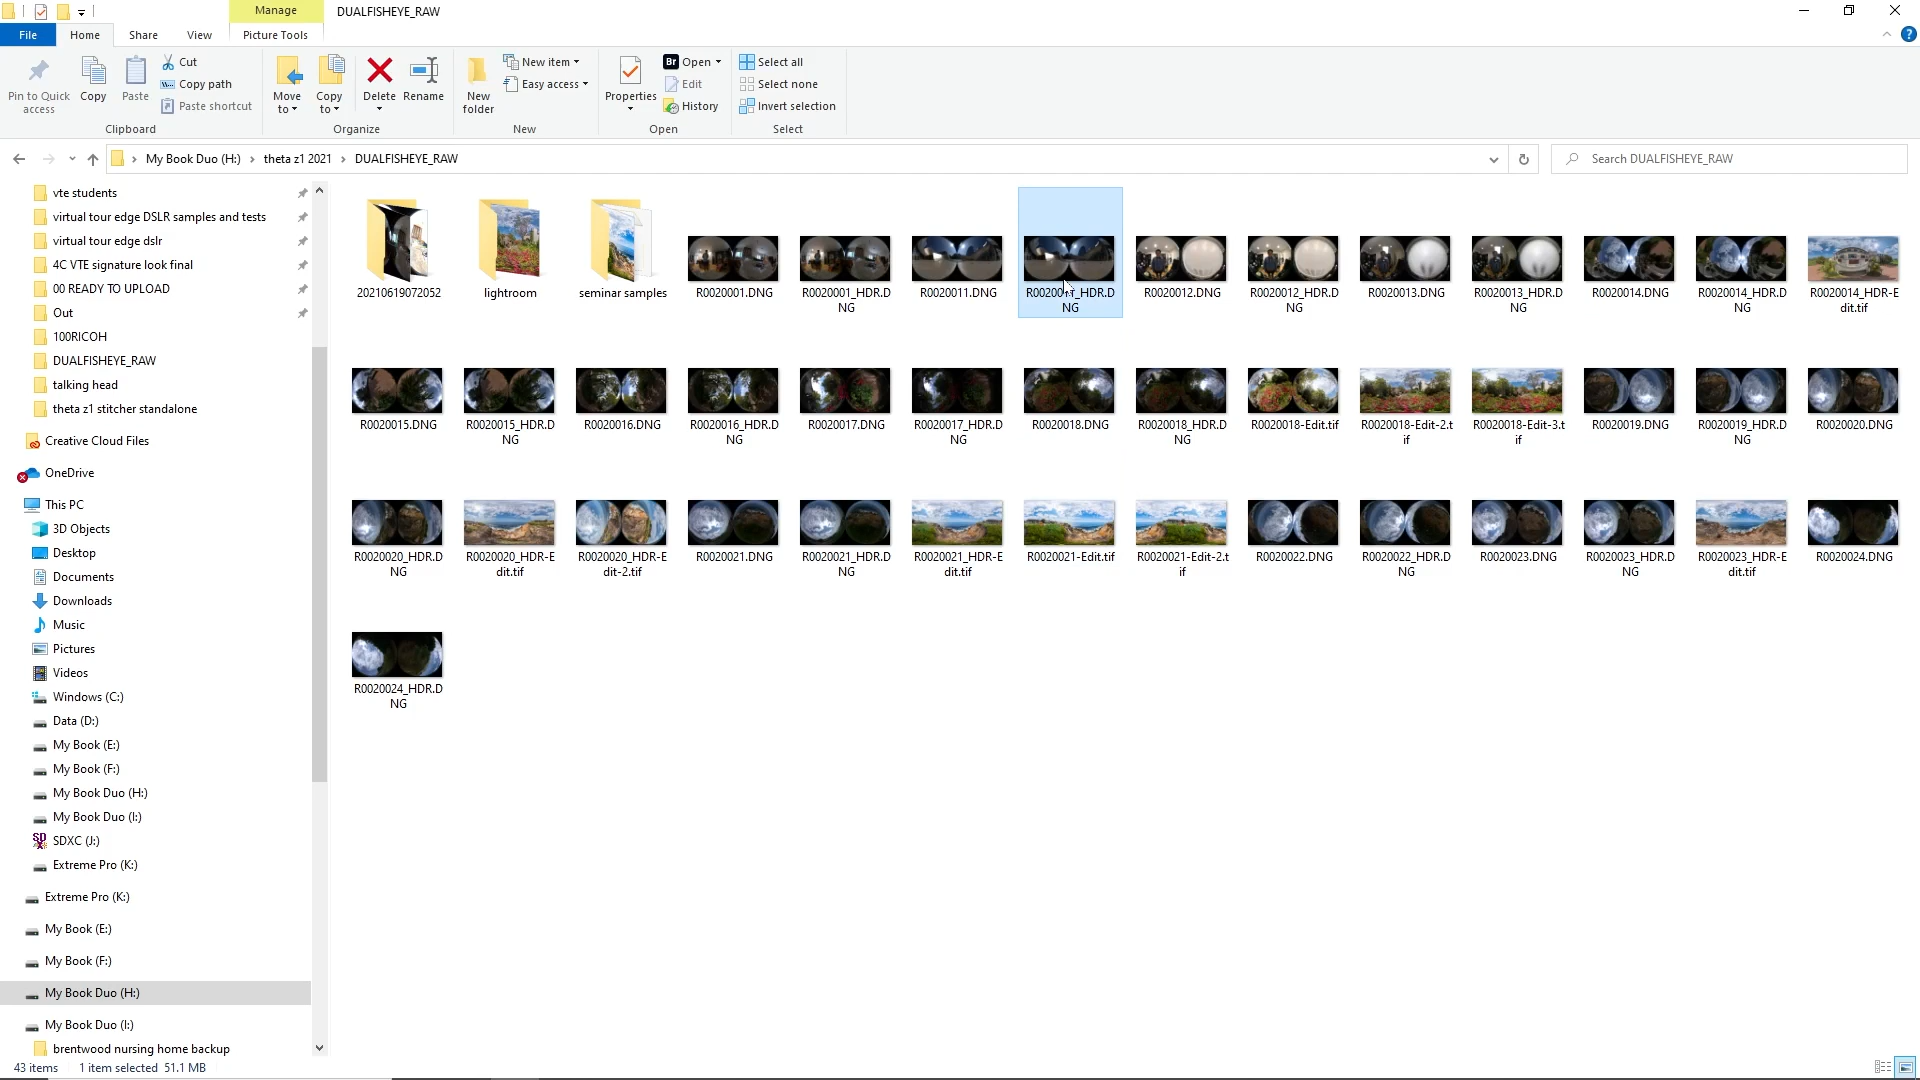 Manage
DUALFISHEYE_RAW
File
Home
Share
View
Picture Tools
Pin to Quick access
Copy
Paste
Cut
Copy path
Paste shortcut
Move to
Copy to
Delete
Rename
New folder
New item
Easy access
Properties
Br Open
Edit
History
Select all
Select none
Invert selection
Clipboard
Organize
New
Open
Select
My Book Duo (H:) › theta z1 2021 › DUALFISHEYE_RAW
Search DUALFISHEYE_RAW
vte students
virtual tour edge DSLR samples and tests
virtual tour edge dslr
4C VTE signature look final
00 READY TO UPLOAD
Out
100RICOH
DUALFISHEYE_RAW
talking head
theta z1 stitcher standalone
Creative Cloud Files
OneDrive
This PC
3D Objects
Desktop
Documents
Downloads
Music
Pictures
Videos
Windows (C:)
Data (D:)
My Book (E:)
My Book (F:)
My Book Duo (H:)
My Book Duo (I:)
SDXC (J:)
Extreme Pro (K:)
Extreme Pro (K:)
My Book (E:)
My Book (F:)
My Book Duo (H:)
My Book Duo (I:)
brentwood nursing home backup
20210619072052
lightroom
seminar samples
R0020001.DNG
R0020001_HDR.DNG
R0020011.DNG
R0020011_HDR.DNG
R0020012.DNG
R0020012_HDR.DNG
R0020013.DNG
R0020013_HDR.DNG
R0020014.DNG
R0020014_HDR.DNG
R0020014_HDR-Edit.tif
R0020015.DNG
R0020015_HDR.DNG
R0020016.DNG
R0020016_HDR.DNG
R0020017.DNG
R0020017_HDR.DNG
R0020018.DNG
R0020018_HDR.DNG
R0020018-Edit.tif
R0020018-Edit-2.tif
R0020018-Edit-3.tif
R0020019.DNG
R0020019_HDR.DNG
R0020020.DNG
R0020020_HDR.DNG
R0020020_HDR-Edit.tif
R0020020_HDR-Edit-2.tif
R0020021.DNG
R0020021_HDR.DNG
R0020021_HDR-Edit.tif
R0020021-Edit.tif
R0020021-Edit-2.tif
R0020022.DNG
R0020022_HDR.DNG
R0020023.DNG
R0020023_HDR.DNG
R0020023_HDR-Edit.tif
R0020024.DNG
R0020024_HDR.DNG
43 items
1 item selected 51.1 MB